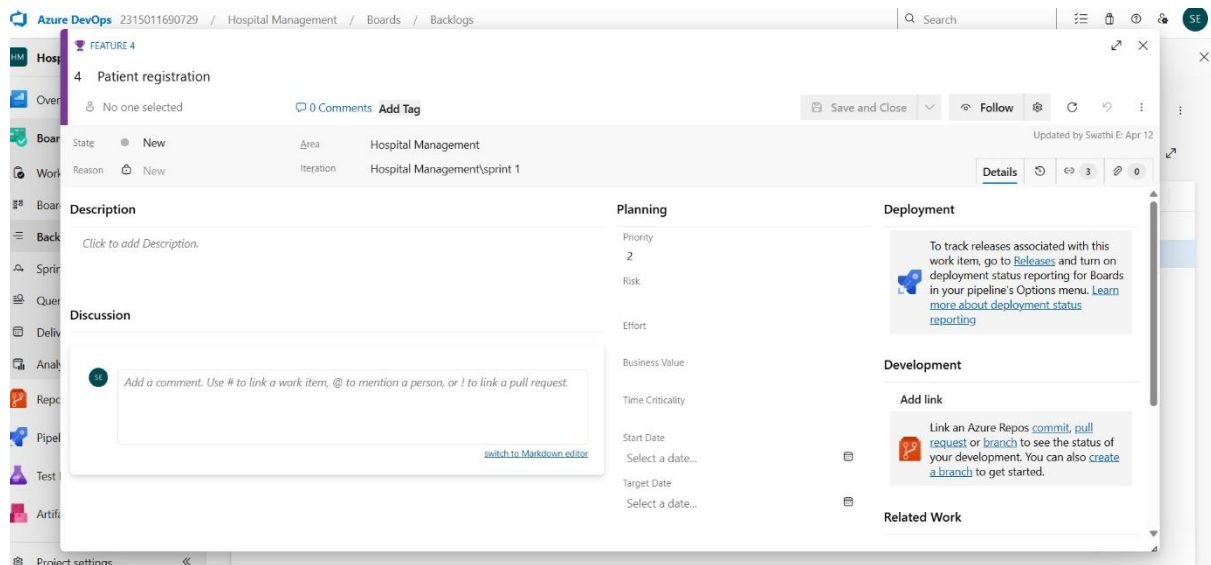 Azure DevOps 2315011690729 / Hospital Management / Boards / Backlogs
Search
SE
HM Hosp
FEATURE 4
4 Patient registration
No one selected
0 Comments Add Tag
Save and Close
Follow
State New
Area Hospital Management
Updated by Swathi E: Apr 12
Reason New
Iteration Hospital Management\sprint 1
Details
3
0
Over
Boar
Work
Boar
Back
Sprin
Quer
Deliv
Analy
Repo
Pipel
Test
Artifa
Project settings
Description
Click to add Description.
Discussion
SE
Add a comment. Use # to link a work item, @ to mention a person, or ! to link a pull request.
switch to Markdown editor
Planning
Priority
2
Risk
Effort
Business Value
Time Criticality
Start Date
Select a date...
Target Date
Select a date...
Deployment
To track releases associated with this
work item, go to Releases and turn on
deployment status reporting for Boards
in your pipeline's Options menu. Learn
more about deployment status
reporting
Development
Add link
Link an Azure Repos commit, pull
request or branch to see the status of
your development. You can also create
a branch to get started.
Related Work